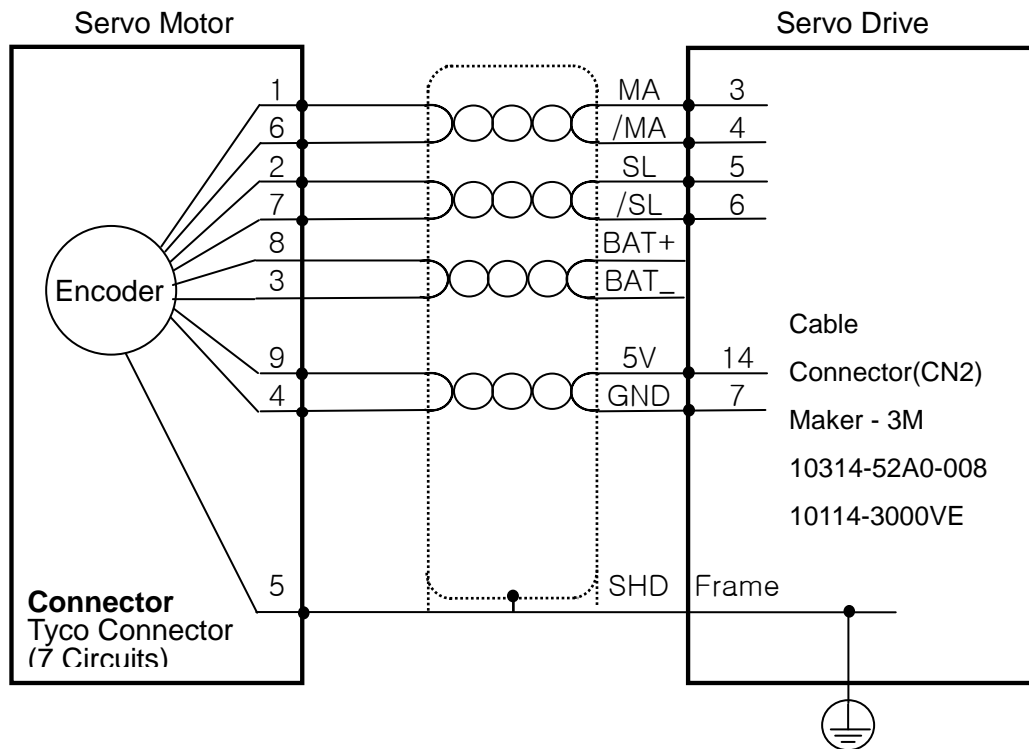 Servo Motor
Servo Drive
1 MA 3
6 /MA 4
2 SL 5
7 /SL 6
8 BAT+
3 BAT_
Encoder
9 5V 14
4 GND 7
Cable
Connector(CN2)
Maker - 3M
10314-52A0-008
10114-3000VE
5 SHD Frame
Connector
Tyco Connector
(7 Circuits)